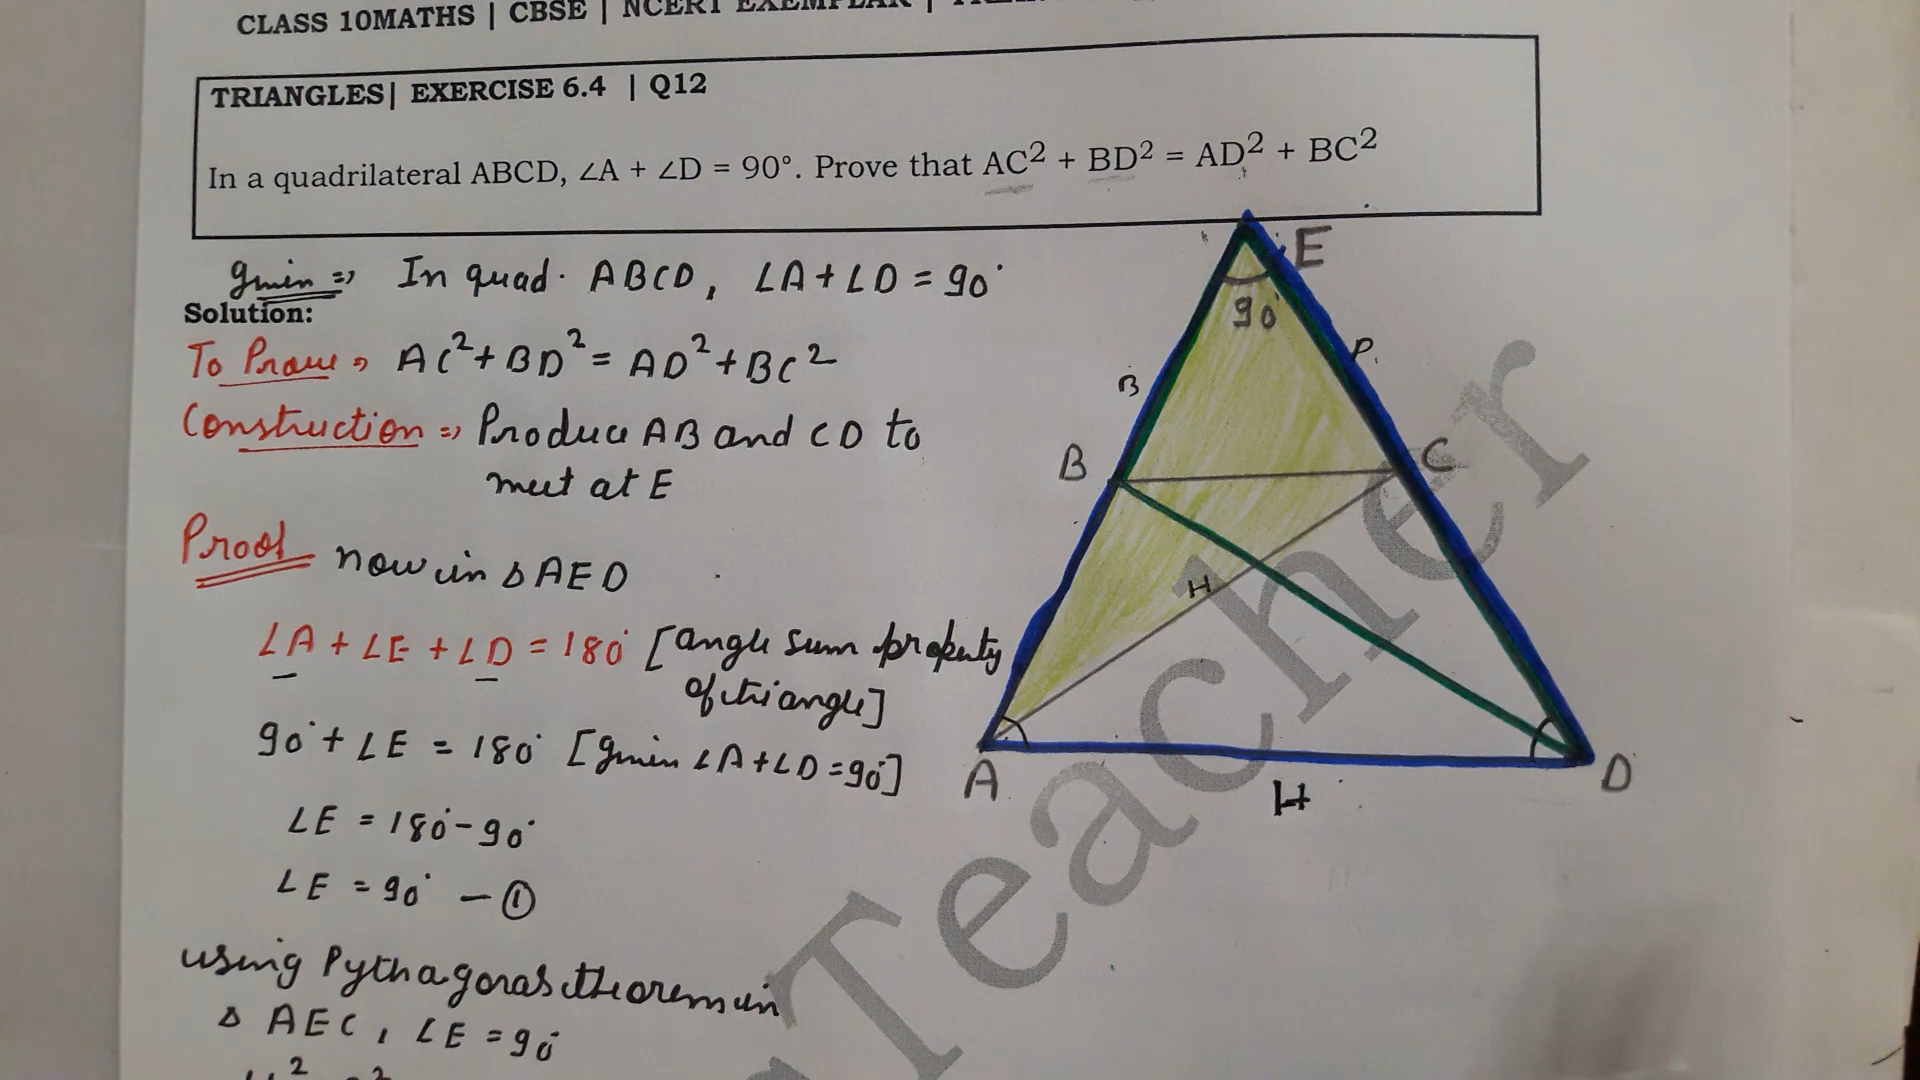 CLASS 10MATHS | CBSE | NCERT EXEMPLAR |
TRIANGLES| EXERCISE 6.4 | Q12
In a quadrilateral ABCD, ∠A + ∠D = 90°. Prove that AC² + BD² = AD² + BC²
Given ⇒ In quad. ABCD, ∠A + ∠D = 90°
Solution:
To Prove ⇒ AC² + BD² = AD² + BC²
Construction ⇒ Produce AB and CD to
meet at E
Proof now in △AED
∠A + ∠E + ∠D = 180° [angle sum property
of triangle]
90° + ∠E = 180° [given ∠A + ∠D = 90°]
∠E = 180° - 90°
∠E = 90° — ①
using Pythagoras theorem in
△ AEC, ∠E = 90°
E
90°
P.
B
B
C
H
A
D
H
Teacher